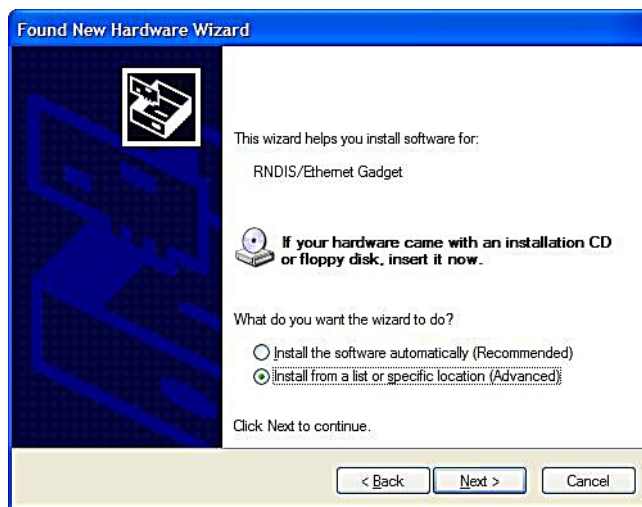 Found New Hardware Wizard
This wizard helps you install software for:
RNDIS/Ethernet Gadget
If your hardware came with an installation CD
or floppy disk, insert it now.
What do you want the wizard to do?
Install the software automatically (Recommended)
Install from a list or specific location (Advanced)
Click Next to continue.
< Back
Next >
Cancel